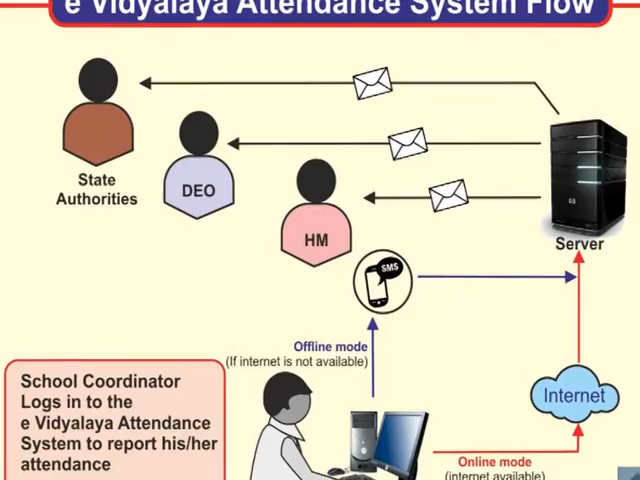 e Vidyalaya Attendance System Flow
State
Authorities
DEO
HM
Server
SMS
Offline mode
(If internet is not available)
School Coordinator
Logs in to the
e Vidyalaya Attendance
System to report his/her
attendance
Internet
Online mode
(internet available)